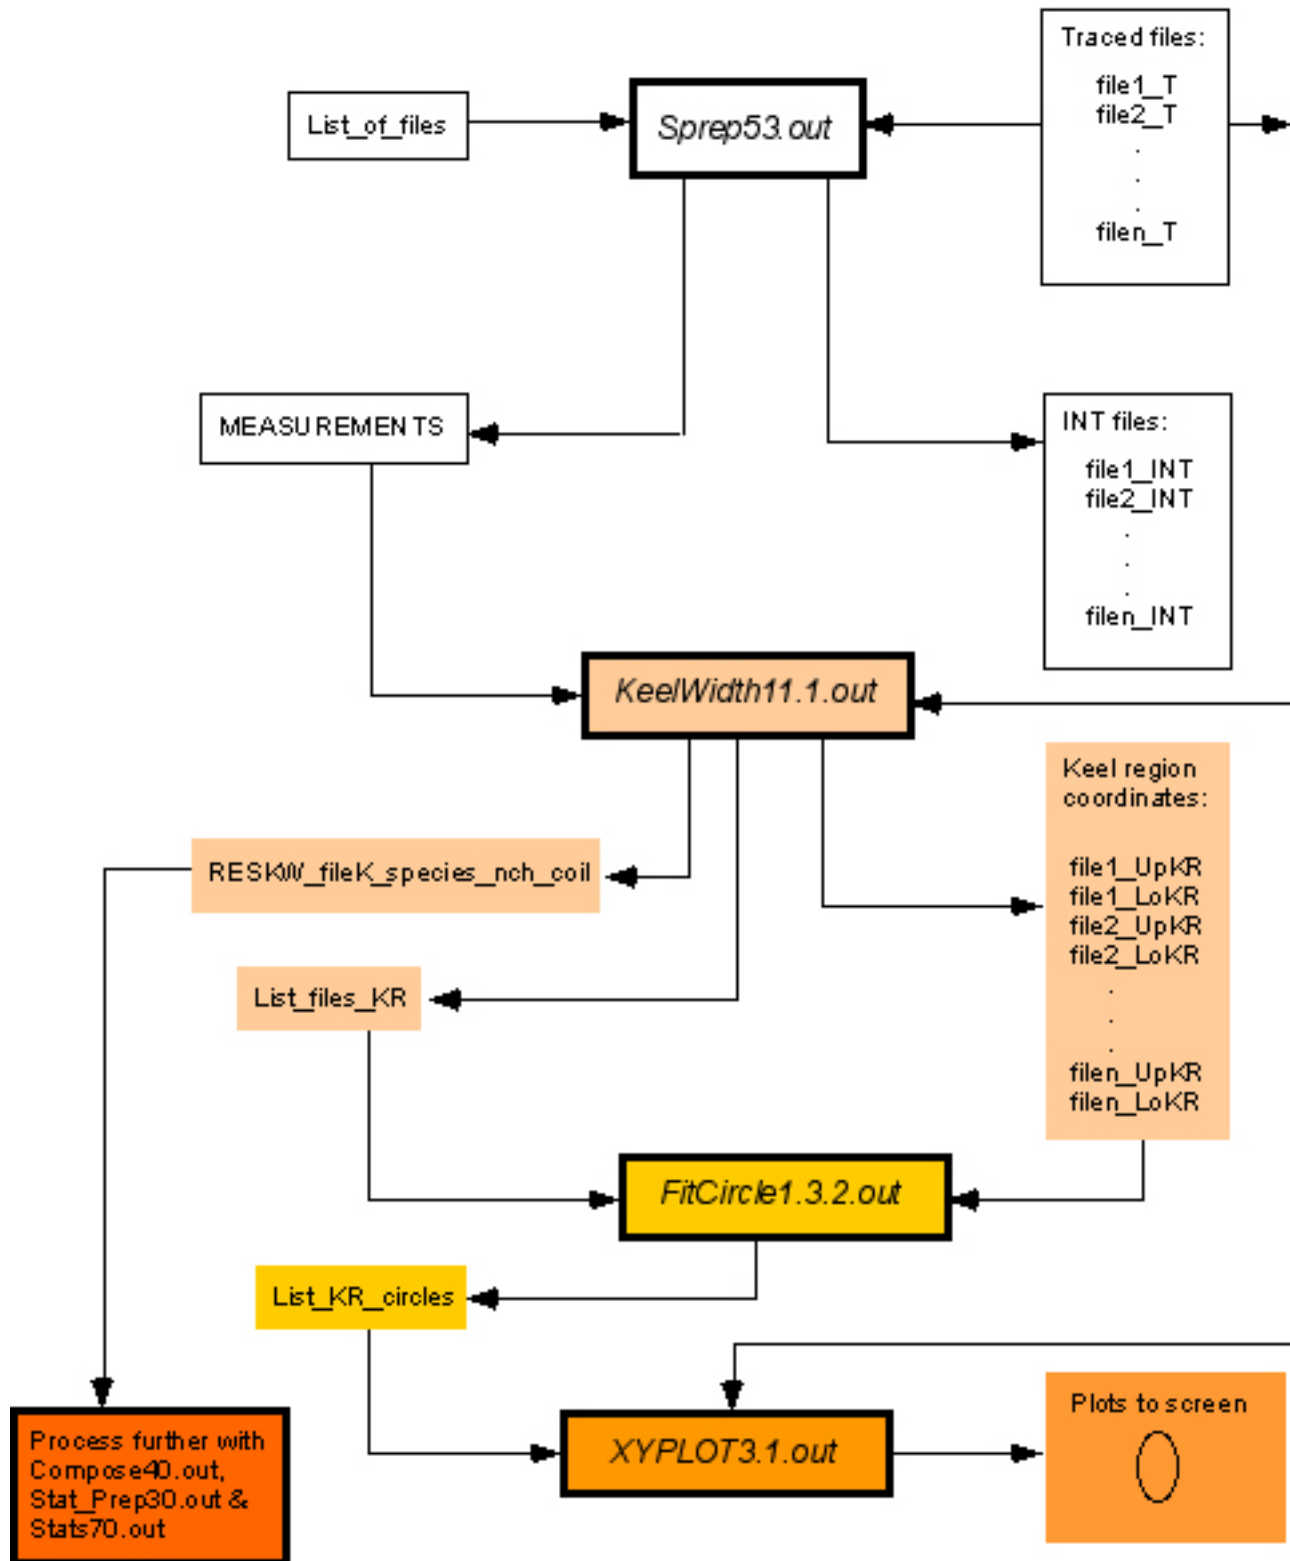 Traced files:
file1_T
file2_T
.
.
.
filen_T
List_of_files
Sprep53.out
MEASUREMENTS
INT files:
file1_INT
file2_INT
.
.
.
filen_INT
KeelWidth11.1.out
Keel region
coordinates:
file1_UpKR
file1_LoKR
file2_UpKR
file2_LoKR
.
.
.
filen_UpKR
filen_LoKR
RESKW_fileK_species_nch_coil
List_files_KR
FitCircle1.3.2.out
List_KR_circles
XYPLOT3.1.out
Plots to screen
Process further with
Compose40.out,
Stat_Prep30.out &
Stats70.out